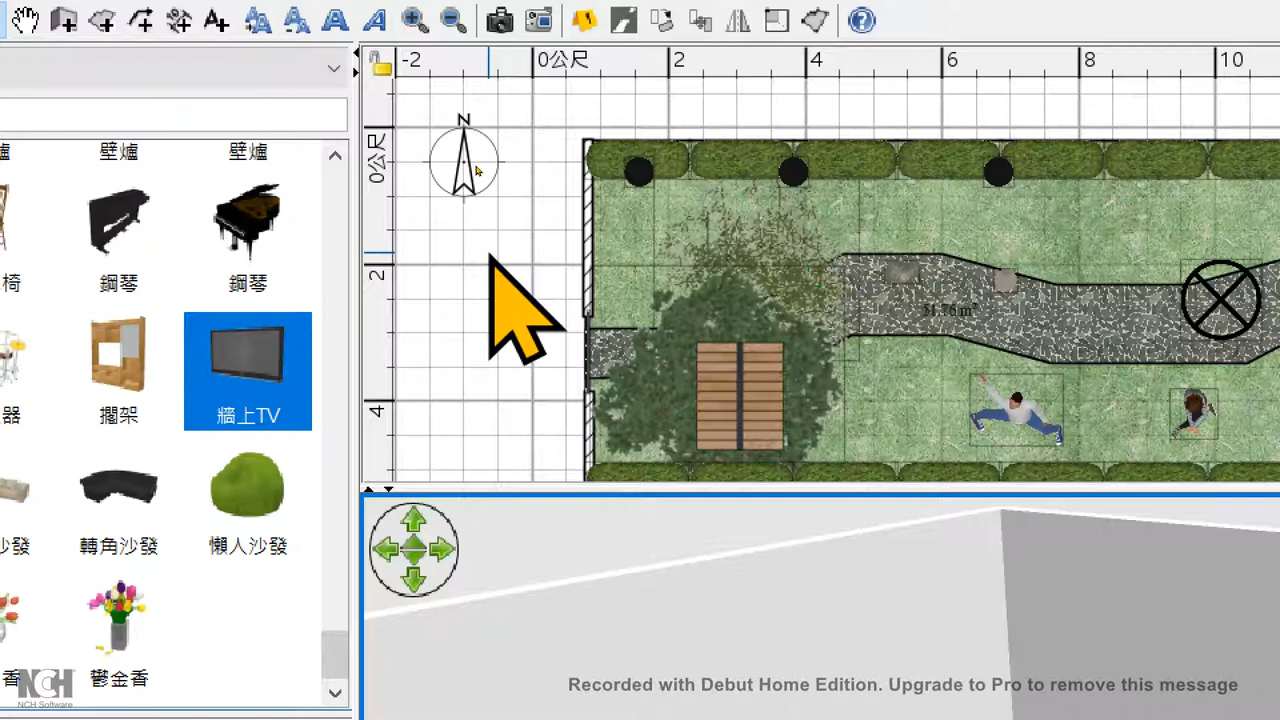 -2 0公尺 2 4 6 8 10
0公尺
N
2
4
壁爐 壁爐
椅 鋼琴 鋼琴
器 擱架 牆上TV
沙發 轉角沙發 懶人沙發
香 鬱金香
51.76 m²
NCH
NCH Software
Recorded with Debut Home Edition. Upgrade to Pro to remove this message